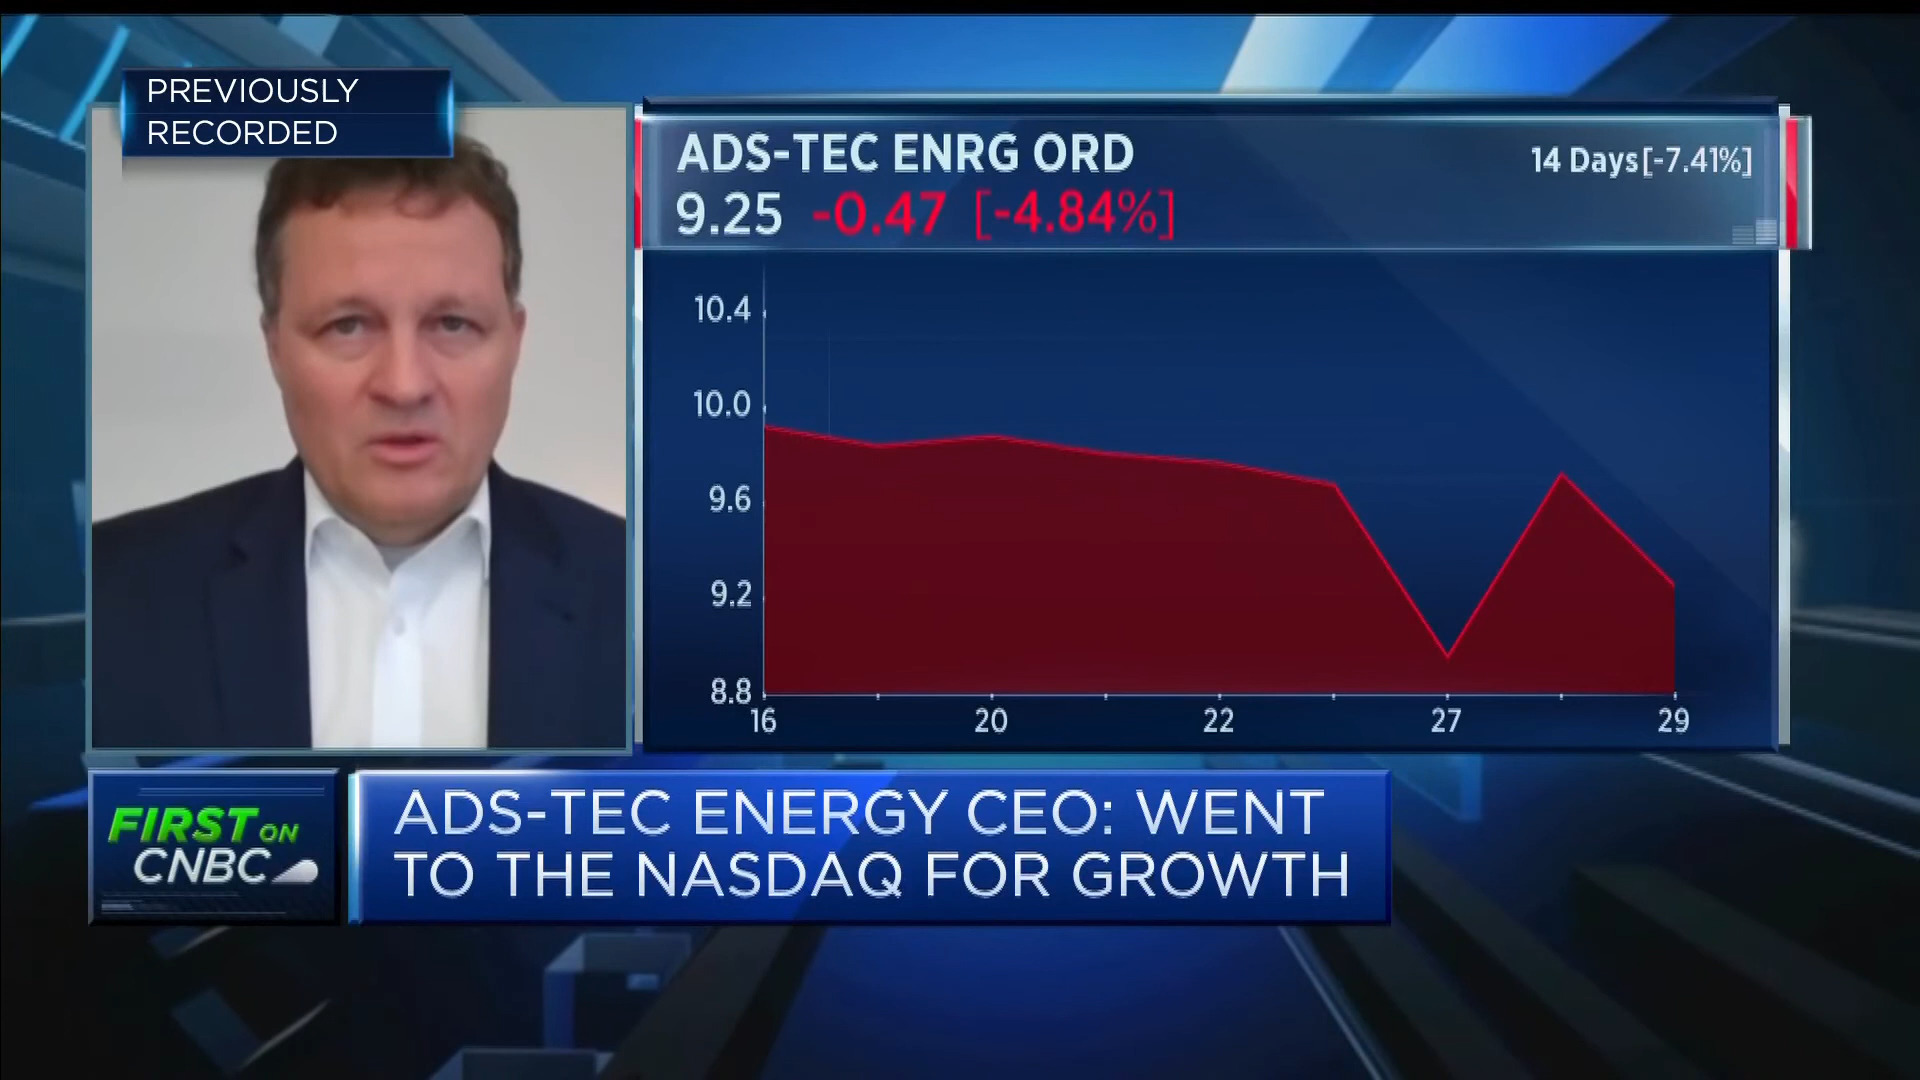 PREVIOUSLY
RECORDED
ADS-TEC ENRG ORD
14 Days[-7.41%]
9.25 -0.47 [-4.84%]
10.4
10.0
9.6
9.2
8.8
16 20 22 27 29
FIRST ON
CNBC
ADS-TEC ENERGY CEO: WENT
TO THE NASDAQ FOR GROWTH